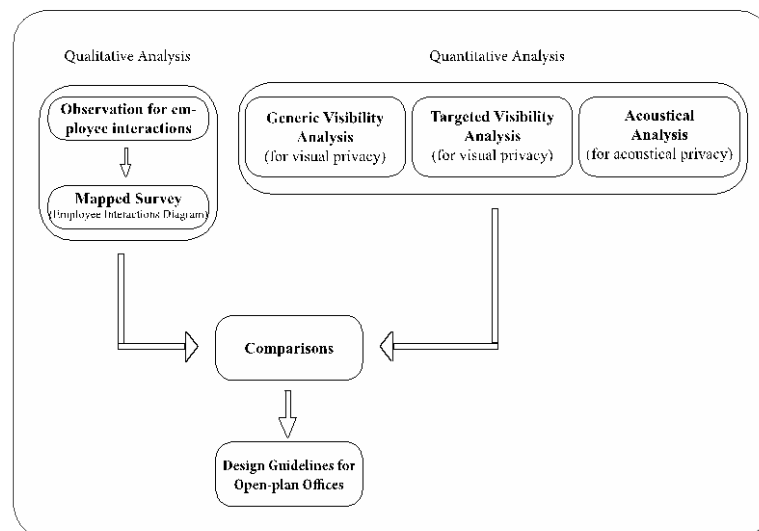 Qualitative Analysis
Quantitative Analysis
Observation for em-
ployee interactions
Mapped Survey
(Employee Interactions Diagram)
Generic Visibility
Analysis
(for visual privacy)
Targeted Visibility
Analysis
(for visual privacy)
Acoustical
Analysis
(for acoustical privacy)
Comparisons
Design Guidelines for
Open-plan Offices